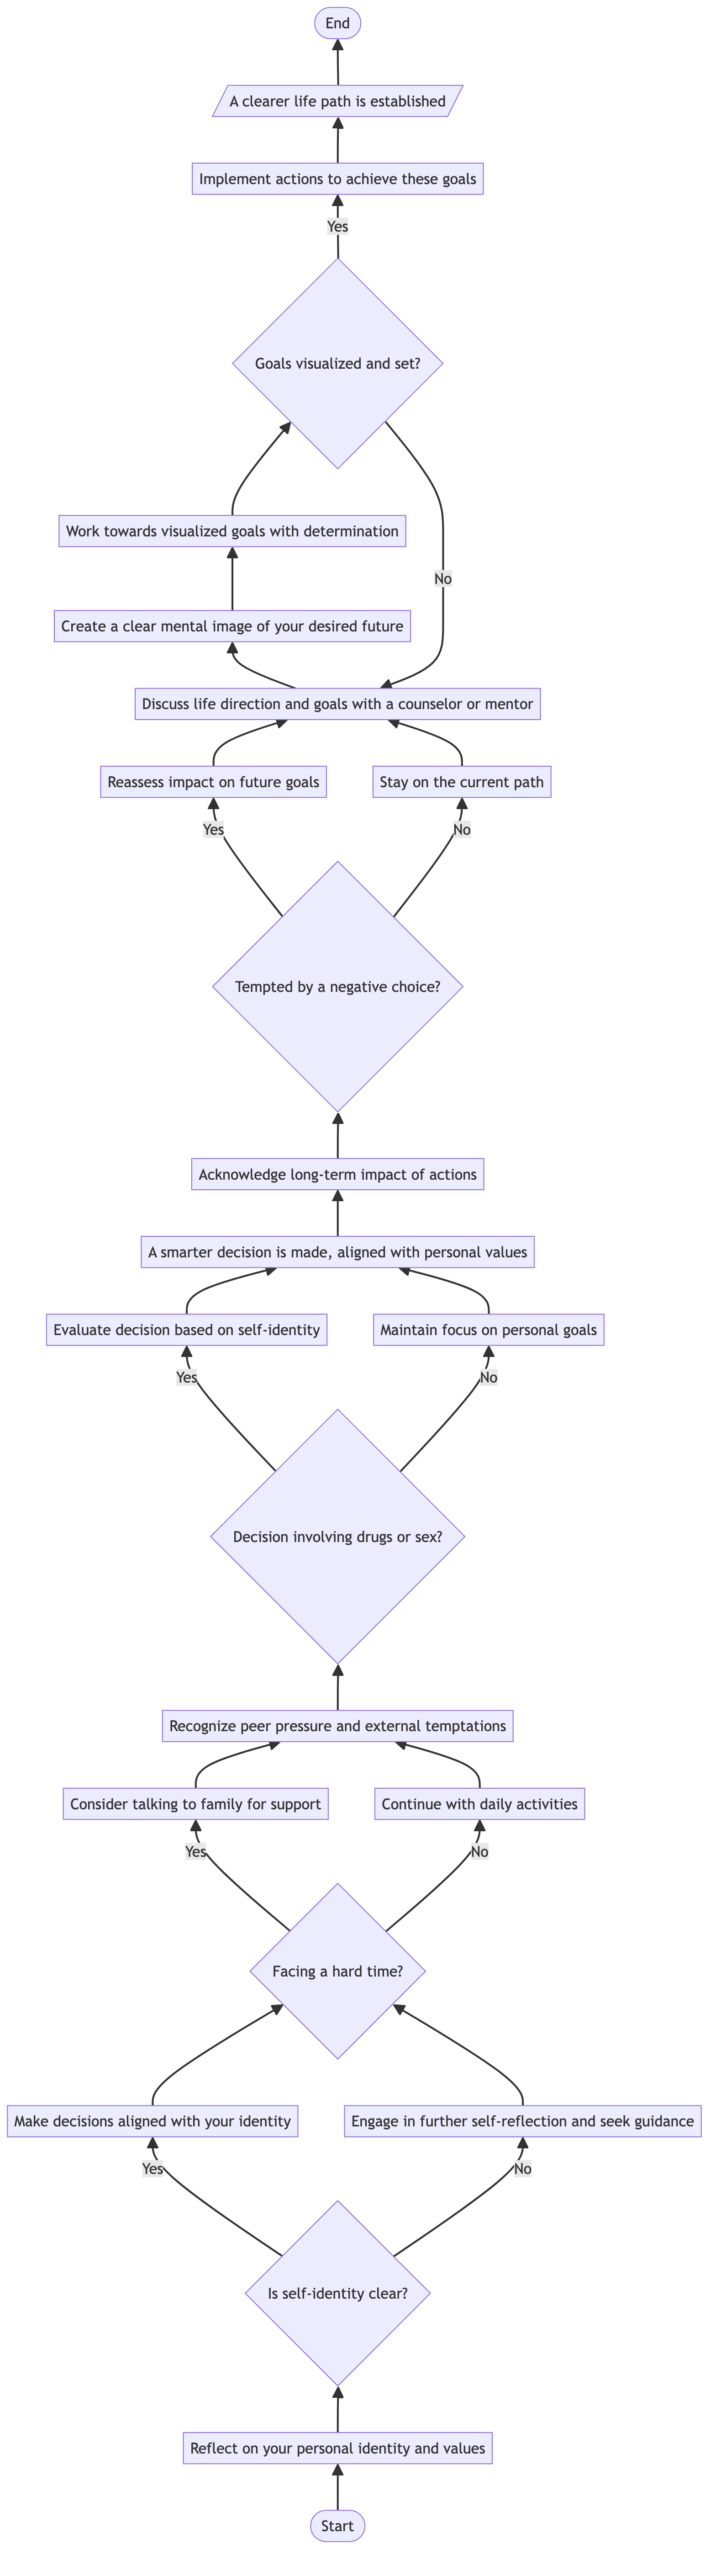 End
A clearer life path is established
Implement actions to achieve these goals
Yes
Goals visualized and set?
Work towards visualized goals with determination
No
Create a clear mental image of your desired future
Discuss life direction and goals with a counselor or mentor
Reassess impact on future goals
Stay on the current path
Yes
No
Tempted by a negative choice?
Acknowledge long-term impact of actions
A smarter decision is made, aligned with personal values
Evaluate decision based on self-identity
Maintain focus on personal goals
Yes
No
Decision involving drugs or sex?
Recognize peer pressure and external temptations
Consider talking to family for support
Continue with daily activities
Yes
No
Facing a hard time?
Make decisions aligned with your identity
Engage in further self-reflection and seek guidance
Yes
No
Is self-identity clear?
Reflect on your personal identity and values
Start